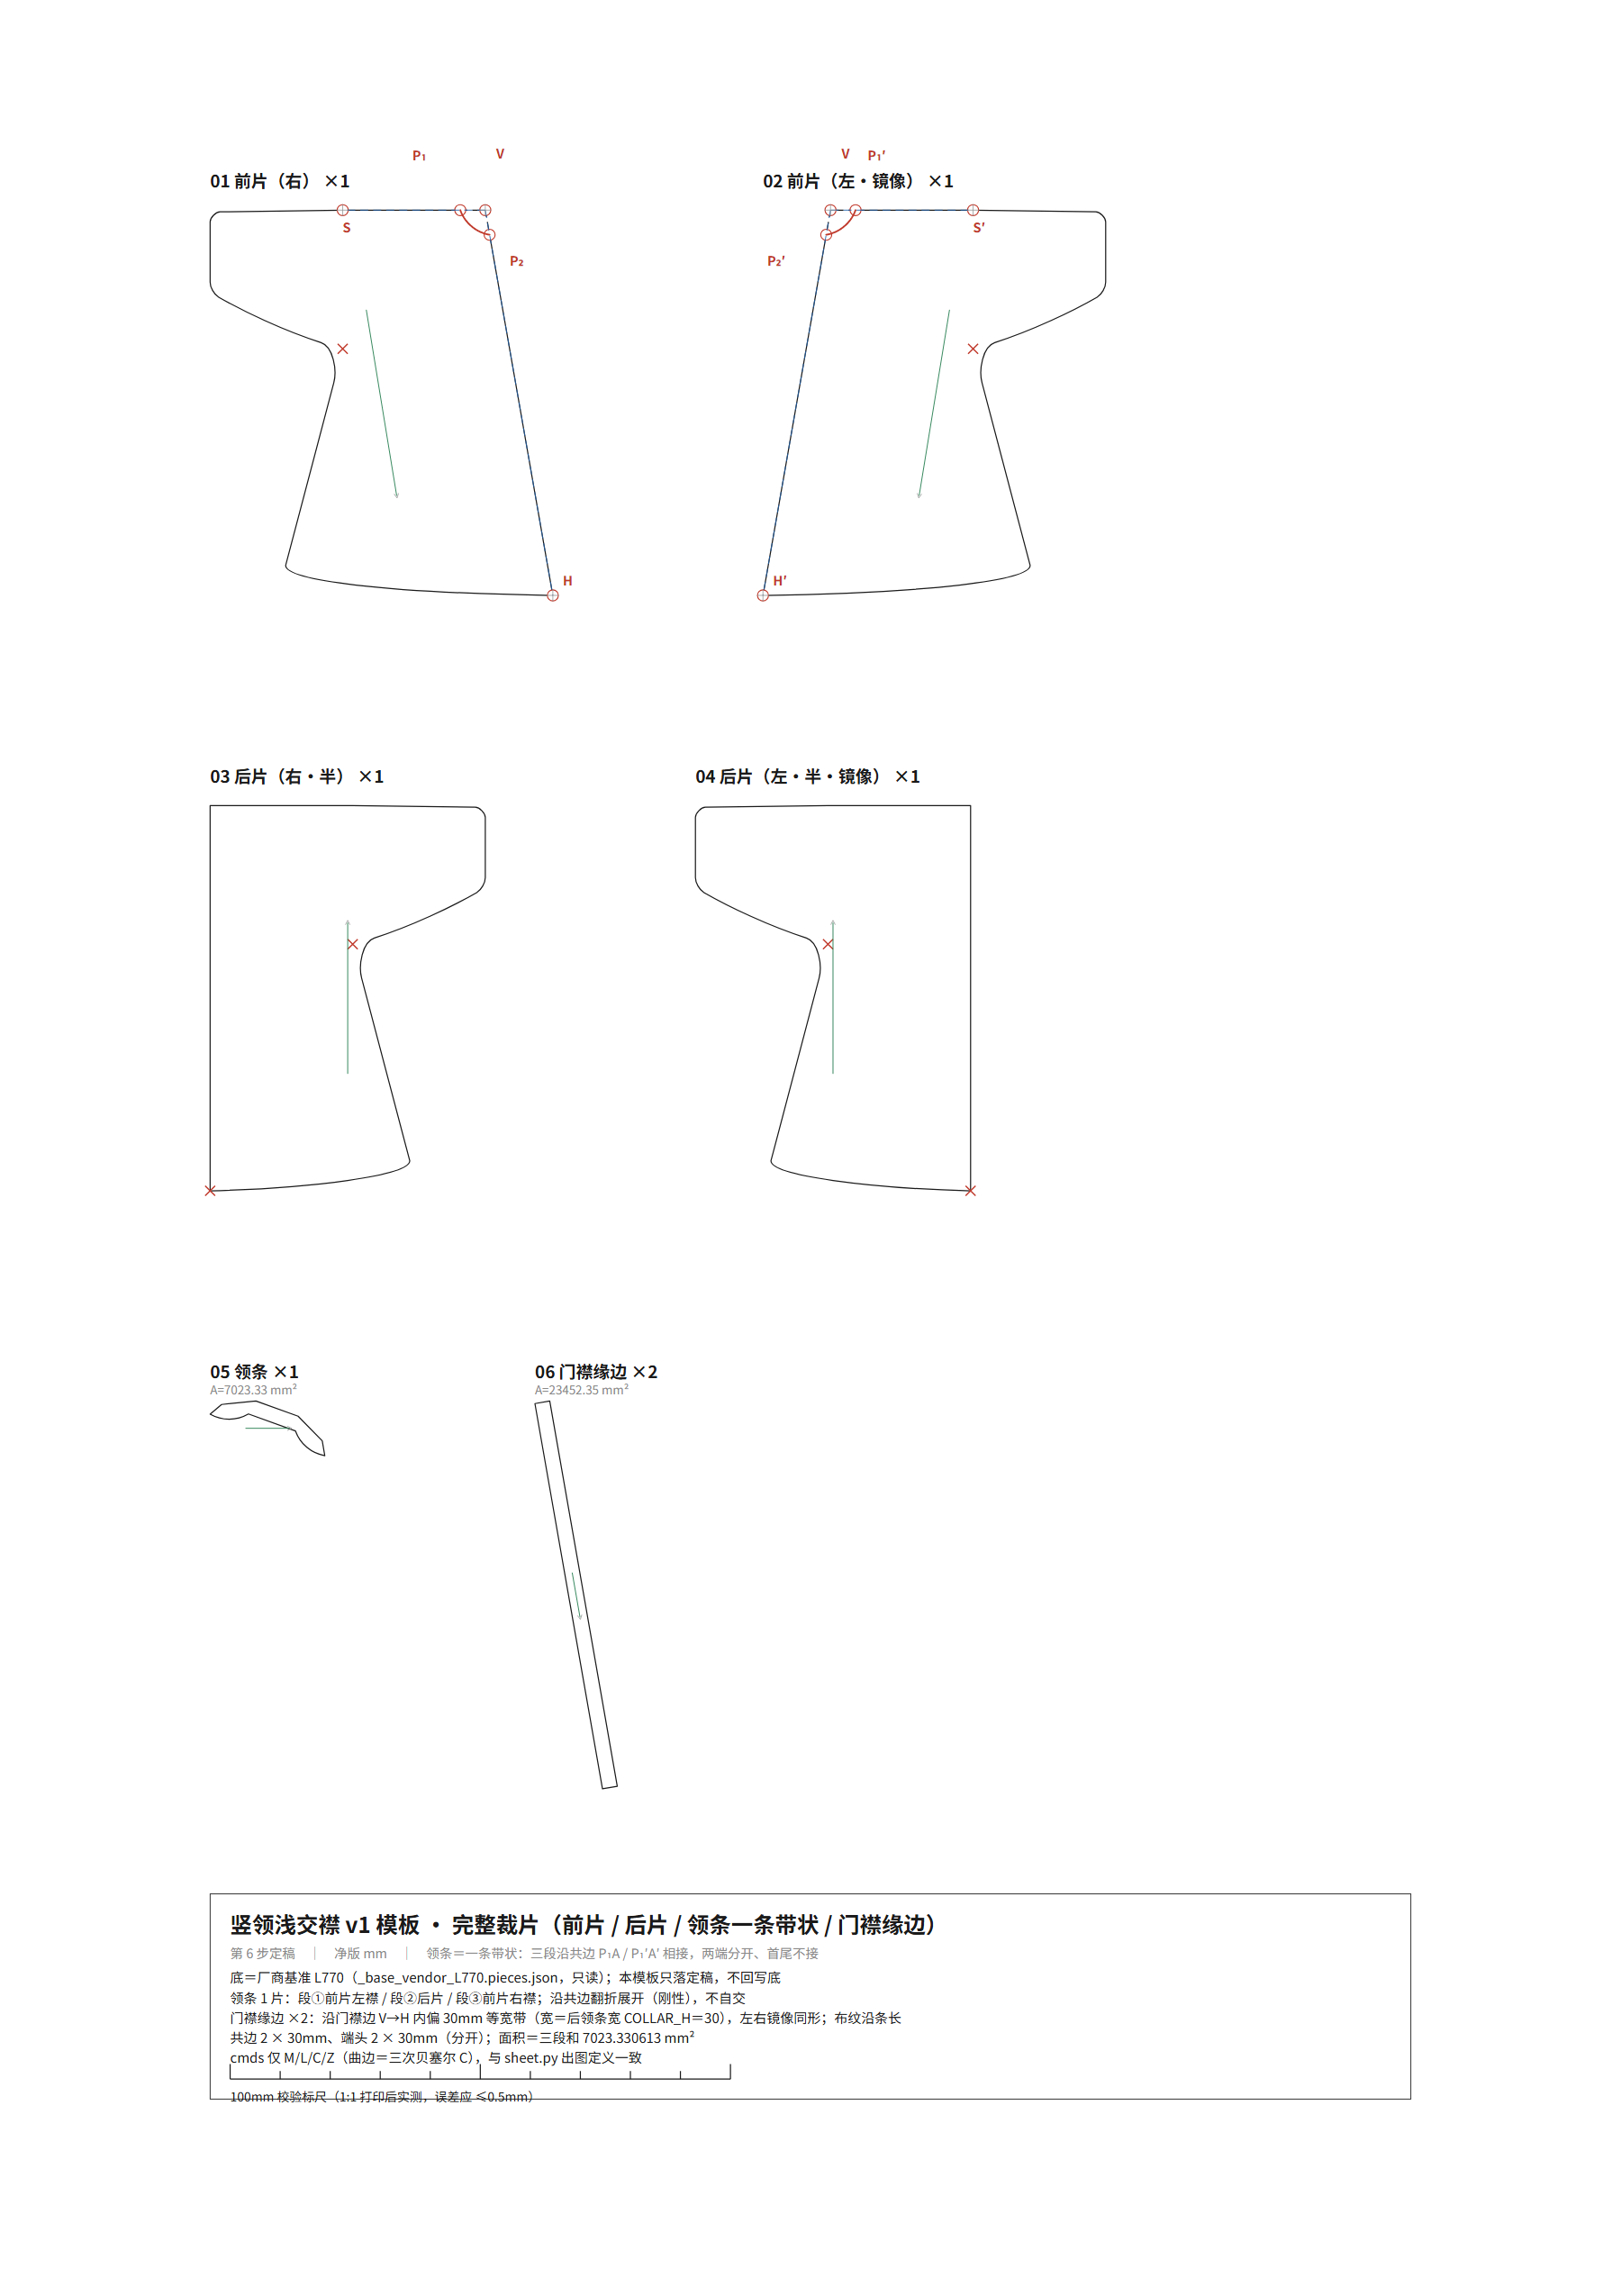 P₁
V
V
P₁′
01 前片（右） ×1
02 前片（左・镜像） ×1
S
S′
P₂
P₂′
H
H′
03 后片（右・半） ×1
04 后片（左・半・镜像） ×1
05 领条 ×1
A=7023.33 mm²
06 门襟缘边 ×2
A=23452.35 mm²
竖领浅交襟 v1 模板 · 完整裁片（前片 / 后片 / 领条一条带状 / 门襟缘边）
第 6 步定稶 ｜ 净版 mm ｜ 领条＝一条带状：三段沿共边 P₁A / P₁′A′ 相接，两端分开、首尾不接
底＝厂商基准 L770（_base_vendor_L770.pieces.json，只读）；本模板只落定稿，不回写底
领条 1 片：段①前片左襟 / 段②后片 / 段③前片右襟；沿共边翻折展开（刚性），不自交
门襟缘边 ×2：沿门襟边 V→H 内偏 30mm 等宽带（宽＝后领条宽 COLLAR_H＝30），左右镜像同形；布纹沿条长
共边 2 × 30mm、端头 2 × 30mm（分开）；面积＝三段和 7023.330613 mm²
cmds 仅 M/L/C/Z（曲边＝三次贝塞尔 C），与 sheet.py 出图定义一致
100mm 校验标尺（1:1 打印后实测，误差应 ≤0.5mm）